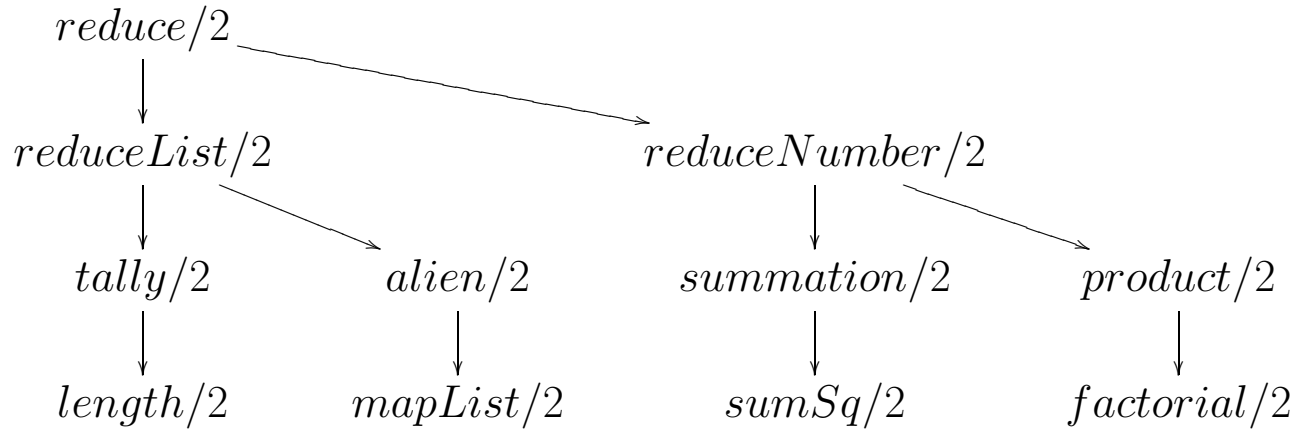 reduce/2
reduceList/2 reduceNumber/2
tally/2 alien/2 summation/2 product/2
length/2 mapList/2 sumSq/2 factorial/2